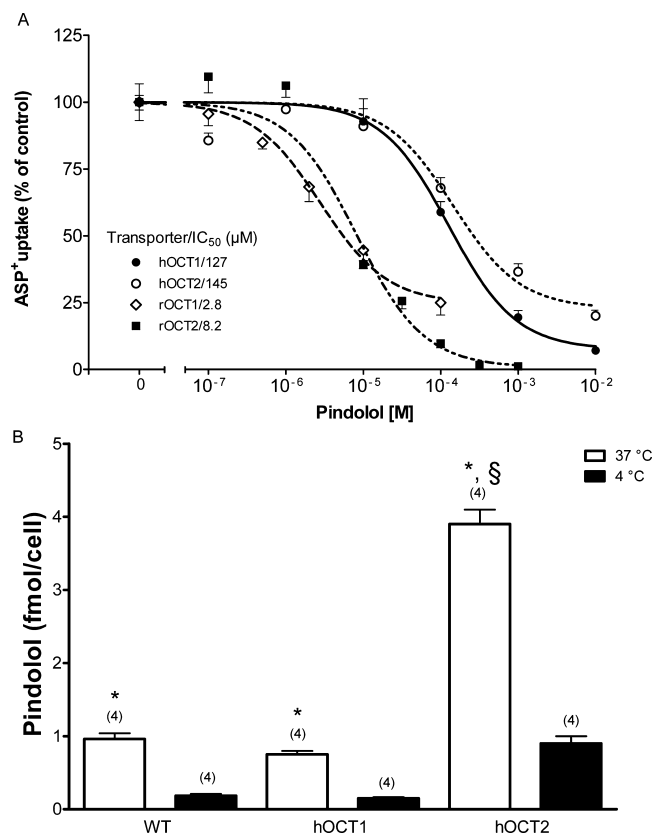 A
125
100
75
50
25
0
ASP⁺uptake (% of control)
Transporter/IC₅₀ (µM)
hOCT1/127
hOCT2/145
rOCT1/2.8
rOCT2/8.2
0 10⁻⁷ 10⁻⁶ 10⁻⁵ 10⁻⁴ 10⁻³ 10⁻²
Pindolol [M]
B
5
4
3
2
1
0
Pindolol (fmol/cell)
37 °C
4 °C
*, §
(4)
*
(4)
(4)
*
(4)
(4)
(4)
WT hOCT1 hOCT2